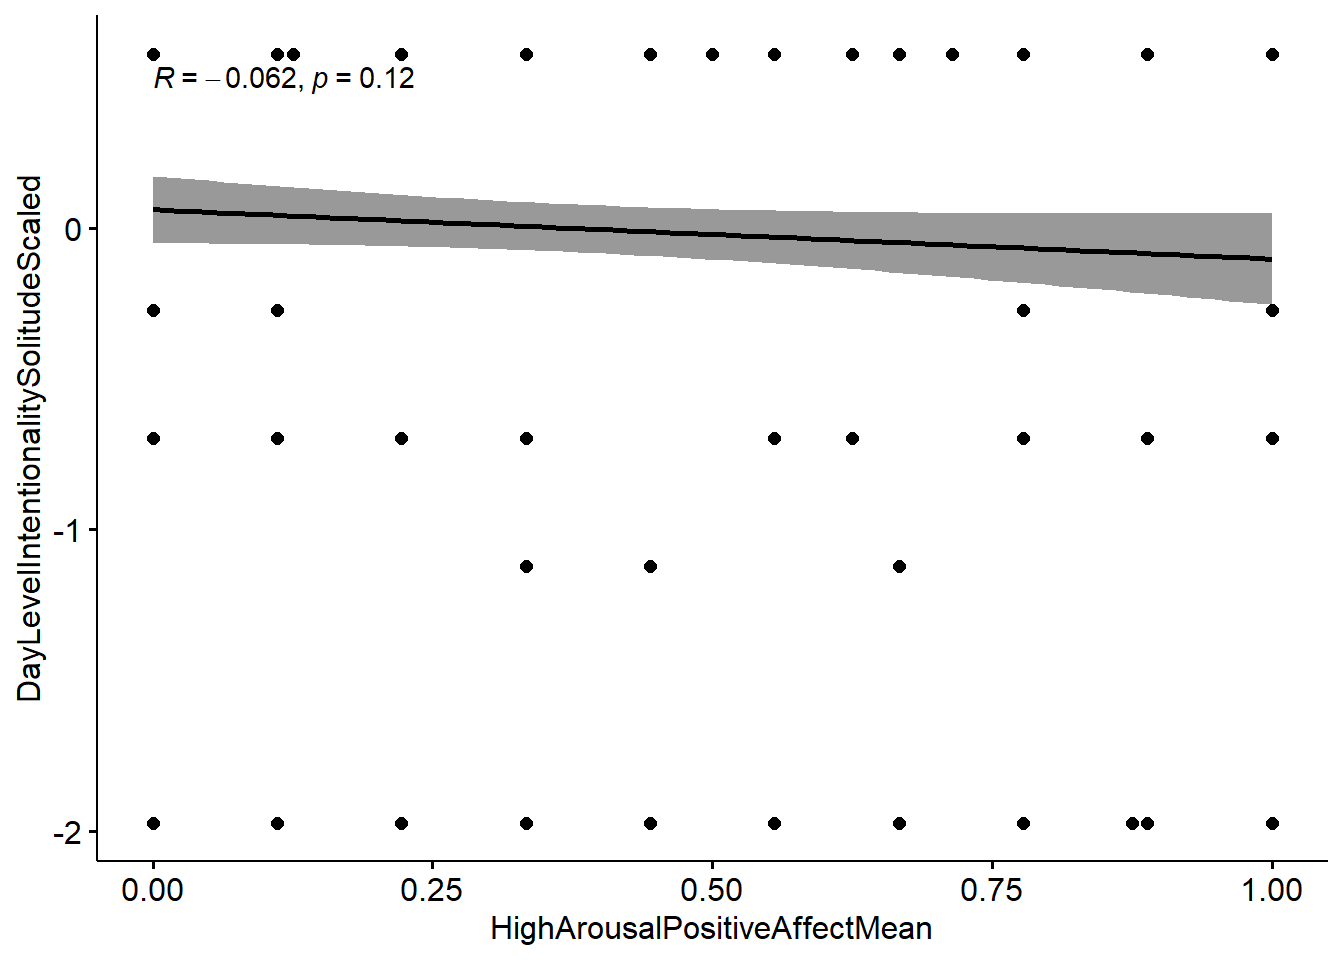 R = −0.062, p = 0.12
DayLevelIntentionalitySolitudeScaled
0
-1
-2
0.00 0.25 0.50 0.75 1.00
HighArousalPositiveAffectMean